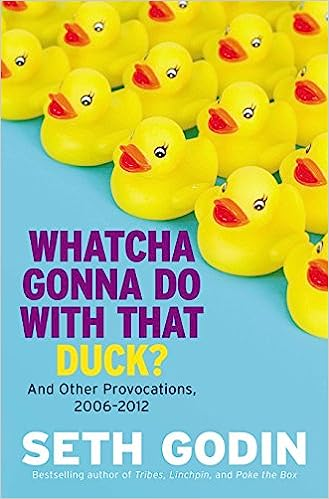 WHATCHA
GONNA DO
WITH THAT
DUCK?
And Other Provocations,
2006–2012
SETH GODIN
Bestselling author of Tribes, Linchpin, and Poke the Box